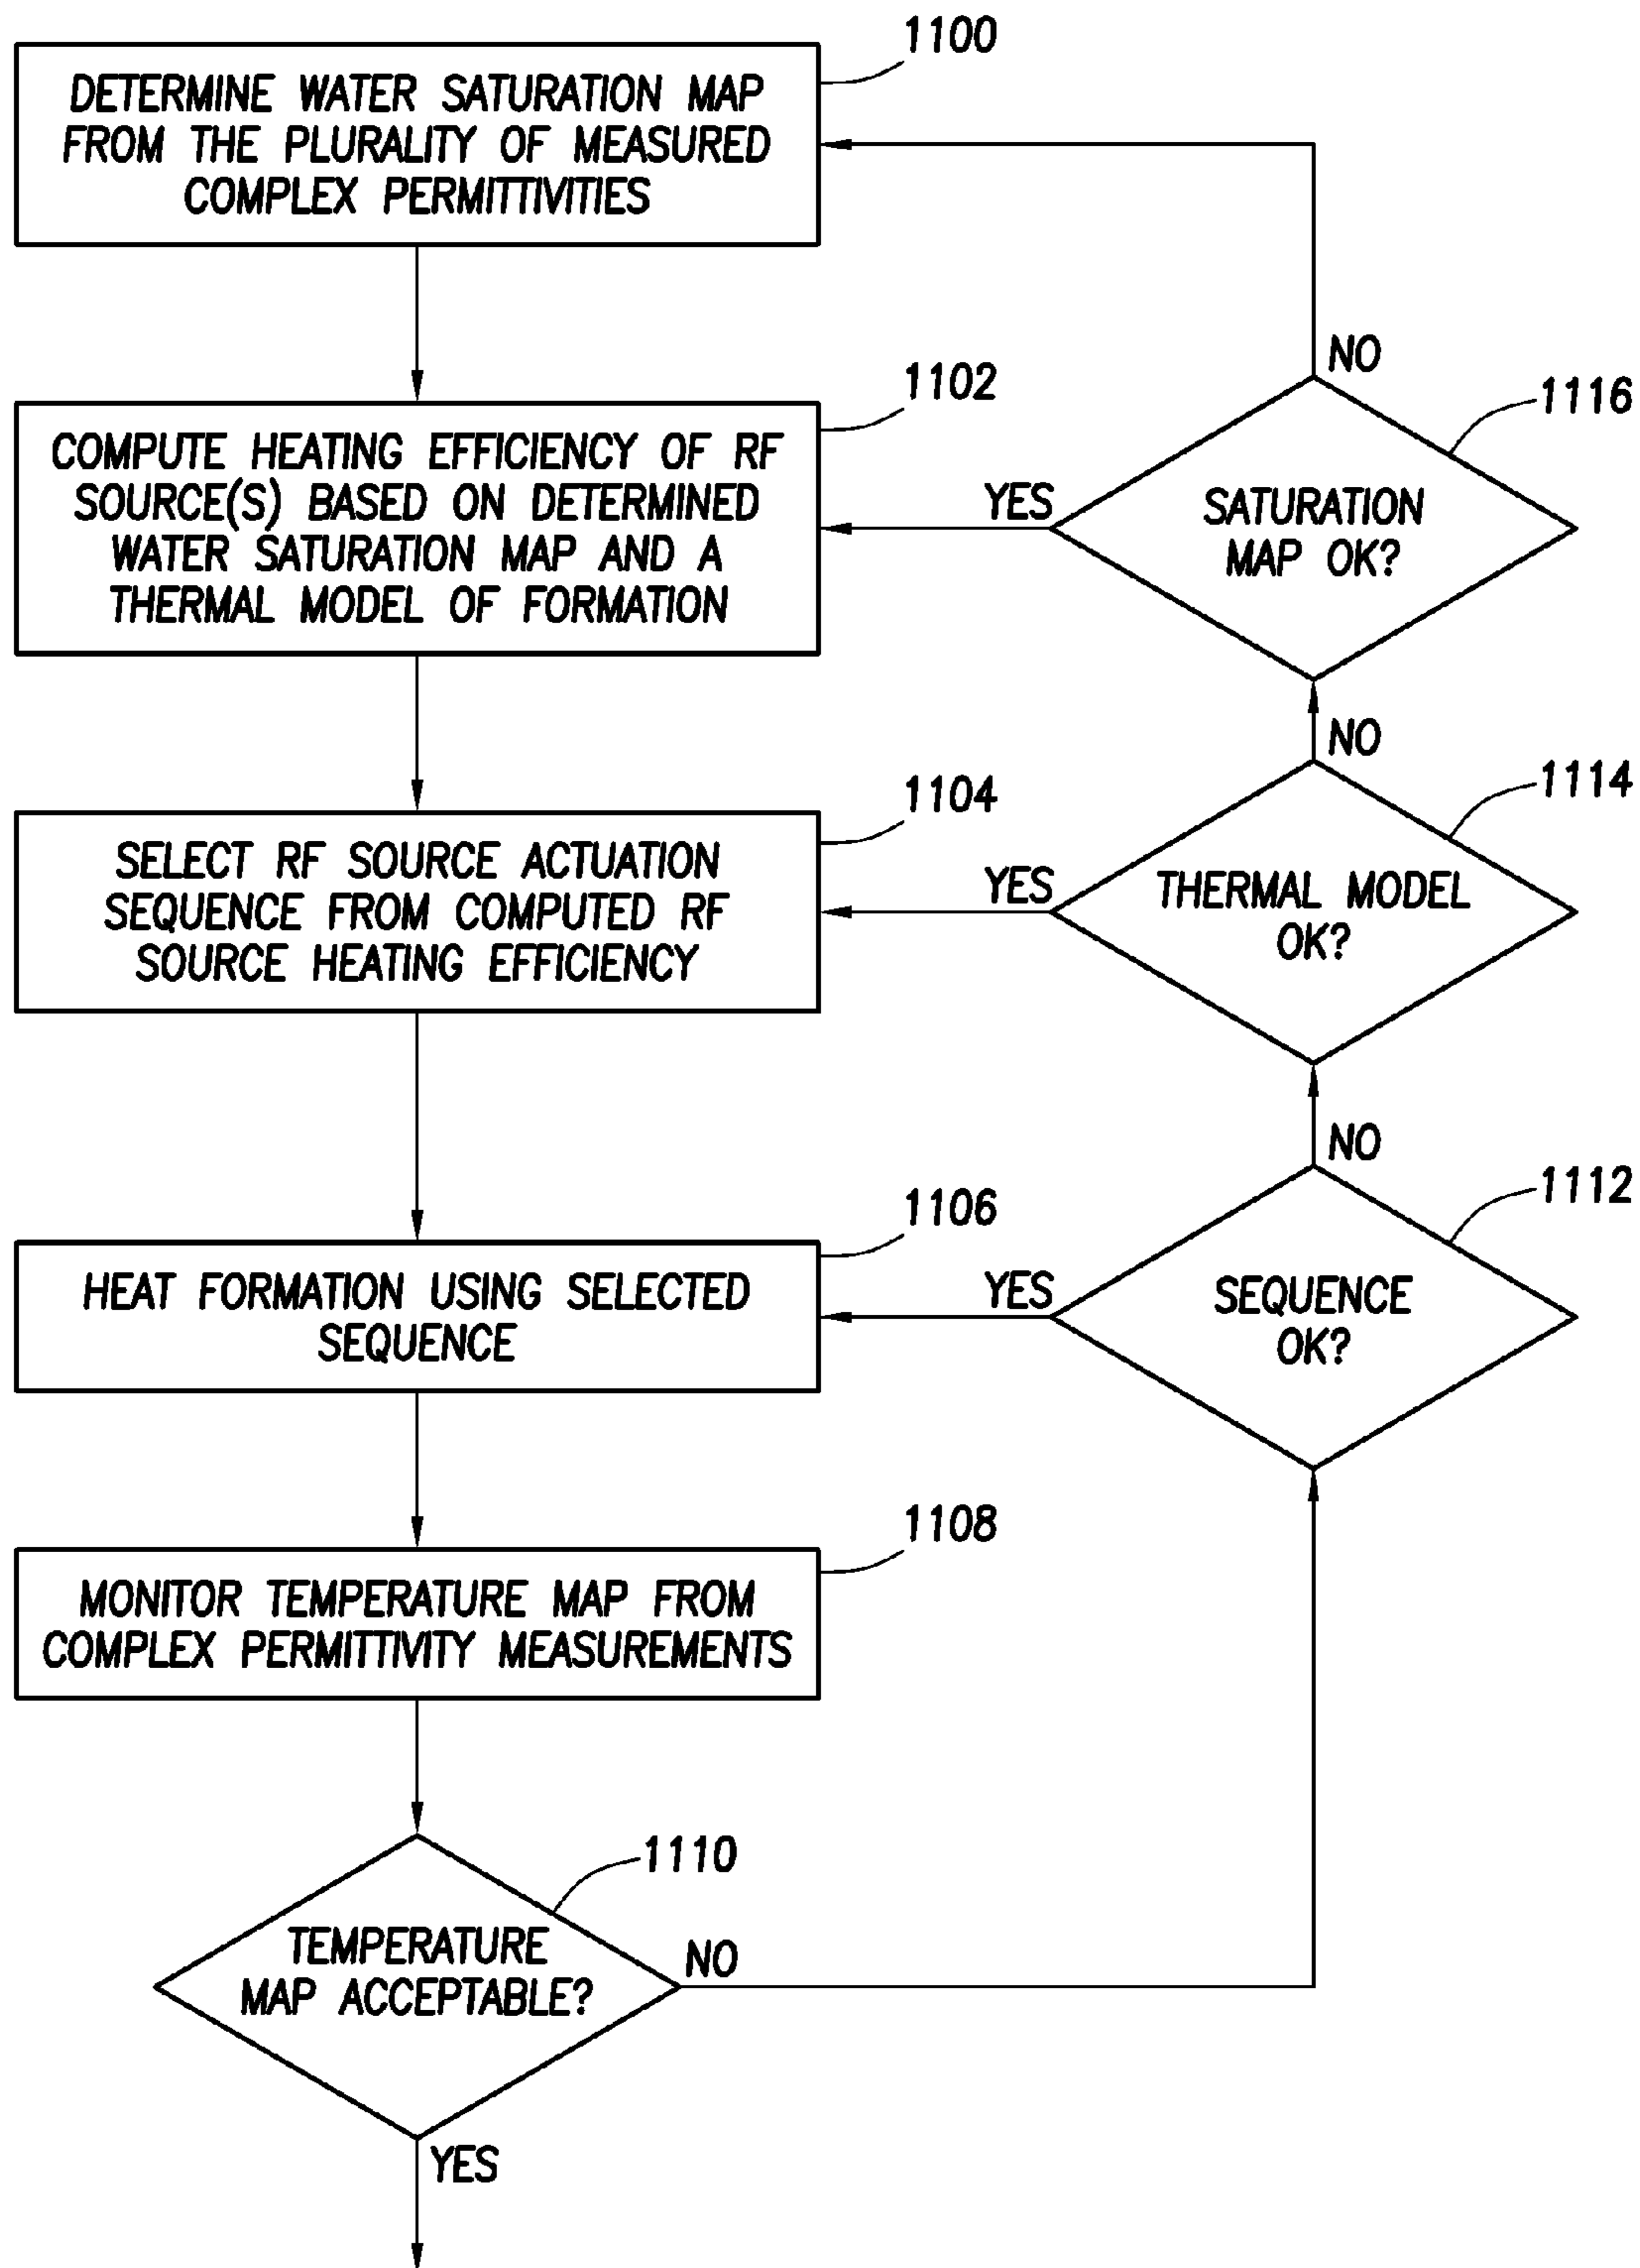 1100
DETERMINE WATER SATURATION MAP
FROM THE PLURALITY OF MEASURED
COMPLEX PERMITTIVITIES
NO
1102
1116
COMPUTE HEATING EFFICIENCY OF RF
SOURCE(S) BASED ON DETERMINED
WATER SATURATION MAP AND A
THERMAL MODEL OF FORMATION
YES
SATURATION
MAP OK?
NO
1104
1114
SELECT RF SOURCE ACTUATION
SEQUENCE FROM COMPUTED RF
SOURCE HEATING EFFICIENCY
YES
THERMAL MODEL
OK?
NO
1106
1112
HEAT FORMATION USING SELECTED
SEQUENCE
YES
SEQUENCE
OK?
1108
MONITOR TEMPERATURE MAP FROM
COMPLEX PERMITTIVITY MEASUREMENTS
1110
TEMPERATURE
MAP ACCEPTABLE?
NO
YES